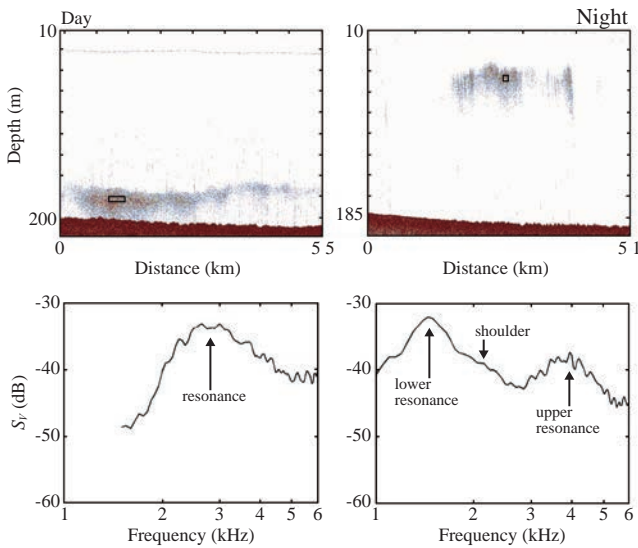 Day
Night
10
10
Depth (m)
200
185
0
5 5
0
5 1
Distance (km)
Distance (km)
-30
-30
-40
-40
-50
-50
-60
-60
S_V (dB)
resonance
lower
resonance
shoulder
upper
resonance
1 2 3 4 5 6
1 2 3 4 5 6
Frequency (kHz)
Frequency (kHz)